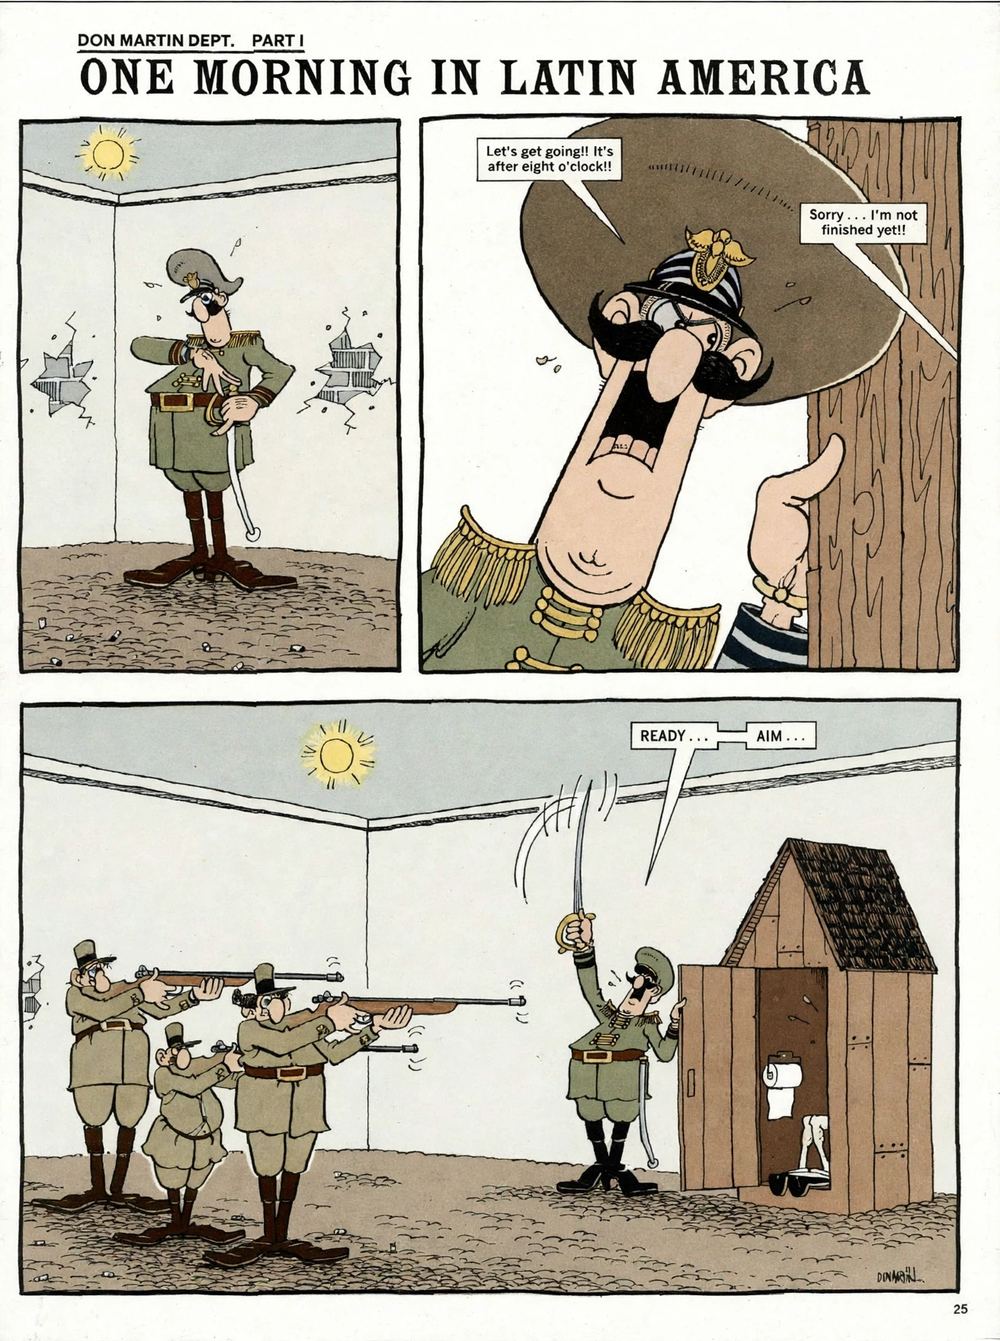 DON MARTIN DEPT. PART I
ONE MORNING IN LATIN AMERICA
Let's get going!! It's
after eight o'clock!!
Sorry . . . I'm not
finished yet!!
READY . . .
AIM . . .
DON MARTIN
25